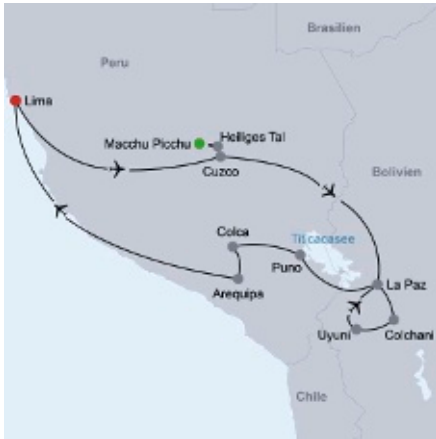 Brasilien
Peru
Lima
Macchu Picchu
Heiliges Tal
Cuzco
Bolivien
Colca
Titicacasee
Puno
La Paz
Arequipa
Uyuni
Colchani
Chile